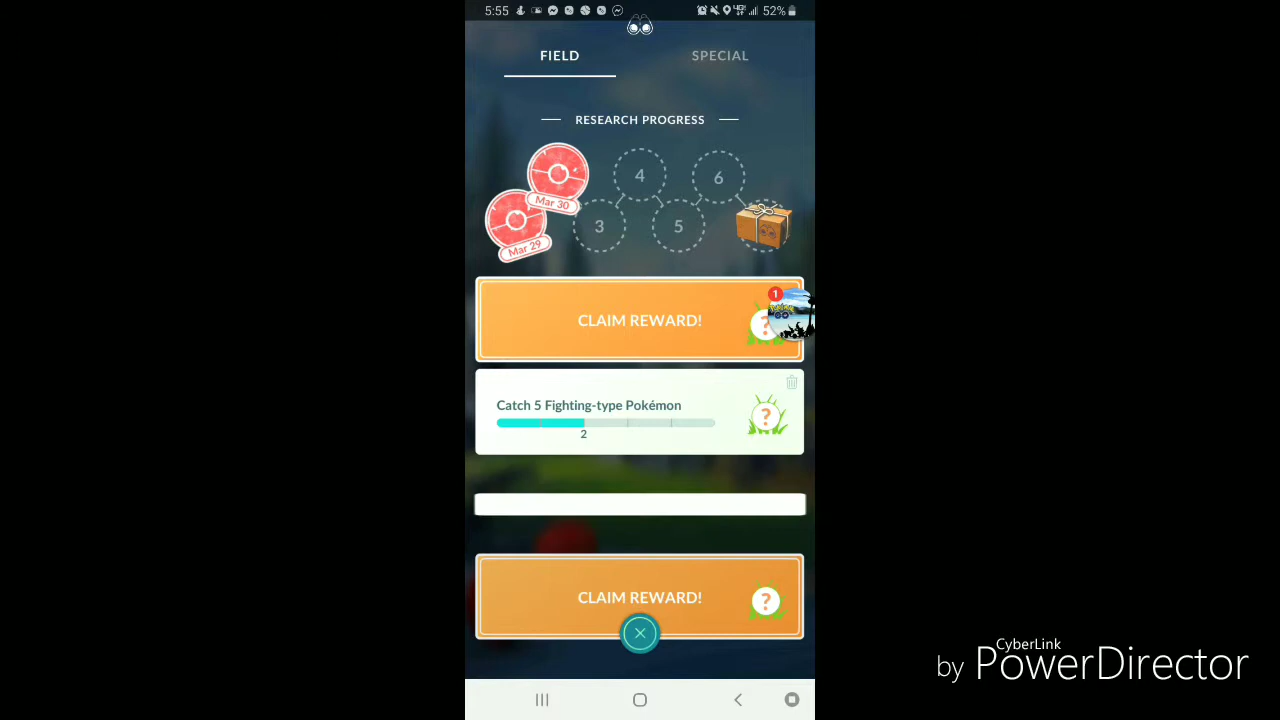 5:55
52%
FIELD
SPECIAL
RESEARCH PROGRESS
4
6
Mar 30
3
5
Mar 29
CLAIM REWARD!
?
1
Catch 5 Fighting-type Pokémon
2
?
CLAIM REWARD!
?
CyberLink
by PowerDirector